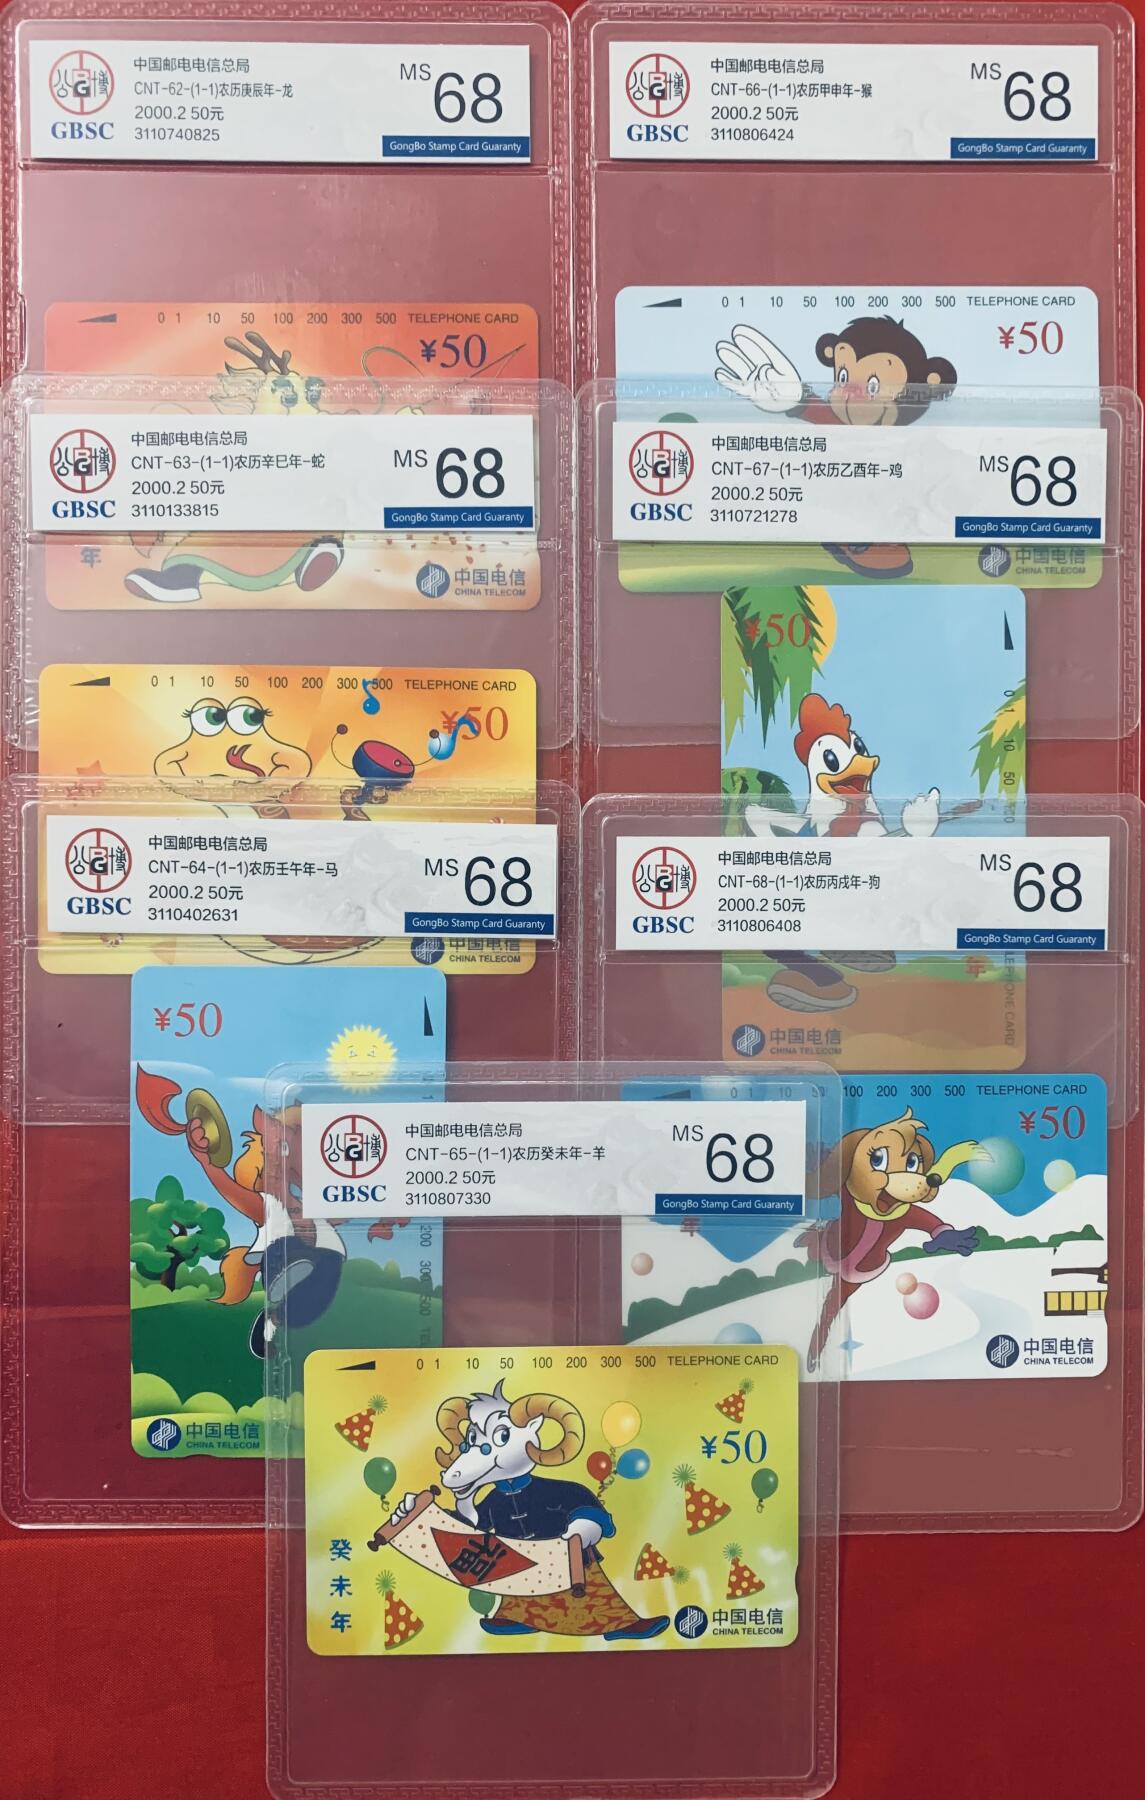 中国邮电电信总局
CNT-62-(1-1)农历庚辰年-龙
2000.2 50元
3110740825
MS 68
GBSC
GongBo Stamp Card Guaranty
0 1 10 50 100 200 300 500 TELEPHONE CARD
¥50
中国邮电电信总局
CNT-63-(1-1)农历辛巳年-蛇
2000.2 50元
3110133815
MS 68
GBSC
GongBo Stamp Card Guaranty
年
中国电信
CHINA TELECOM
0 1 10 50 100 200 300 500 TELEPHONE CARD
¥50
中国邮电电信总局
CNT-64-(1-1)农历壬午年-马
2000.2 50元
3110402631
MS 68
GBSC
GongBo Stamp Card Guaranty
中国电信
CHINA TELECOM
¥50
200 300 500
中国电信
CHINA TELECOM
中国邮电电信总局
CNT-66-(1-1)农历甲申年-猴
2000.2 50元
3110806424
MS 68
GBSC
GongBo Stamp Card Guaranty
0 1 10 50 100 200 300 500 TELEPHONE CARD
¥50
中国邮电电信总局
CNT-67-(1-1)农历乙酉年-鸡
2000.2 50元
3110721278
MS 68
GBSC
GongBo Stamp Card Guaranty
中国电信
CHINA TELECOM
¥50
0 1 10 50
中国邮电电信总局
CNT-68-(1-1)农历丙戌年-狗
2000.2 50元
3110806408
MS 68
GBSC
GongBo Stamp Card Guaranty
年
中国电信
CHINA TELECOM
0 1 10 50 100 200 300 500 TELEPHONE CARD
¥50
年
中国电信
CHINA TELECOM
中国邮电电信总局
CNT-65-(1-1)农历癸未年-羊
2000.2 50元
3110807330
MS 68
GBSC
GongBo Stamp Card Guaranty
0 1 10 50 100 200 300 500 TELEPHONE CARD
¥50
福
癸未年
中国电信
CHINA TELECOM